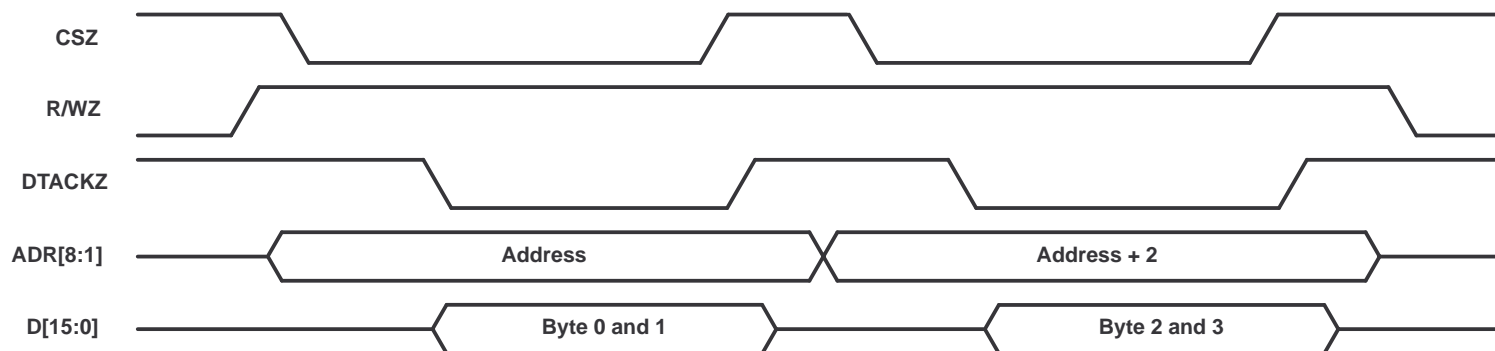 CSZ
R/WZ
DTACKZ
ADR[8:1] Address Address + 2
D[15:0] Byte 0 and 1 Byte 2 and 3